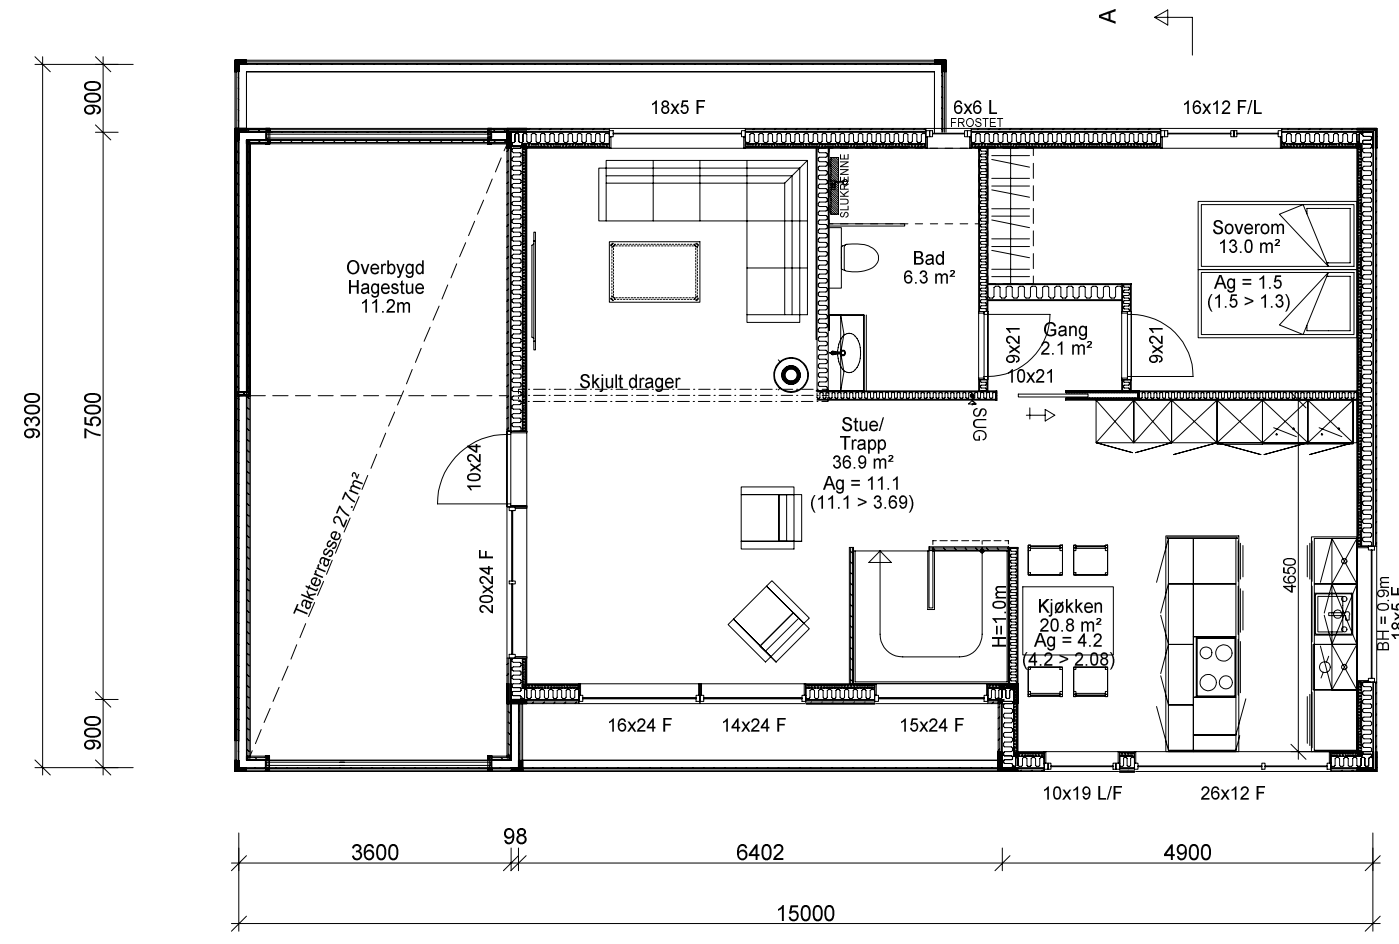 A
18x5 F
6x6 L
FROSTET
16x12 F/L
900
7500
9300
900
SLUKRENNE
Overbygd
Hagestue
11.2m
Bad
6.3 m²
Soverom
13.0 m²
Ag = 1.5
(1.5 > 1.3)
Gang
2.1 m²
9x21
9x21
10x21
Skjult drager
SUG
Stue/
Trapp
36.9 m²
Ag = 11.1
(11.1 > 3.69)
10x24
Takterrasse 27.7m²
20x24 F
H=1.0m
Kjøkken
20.8 m²
Ag = 4.2
(4.2 > 2.08)
4650
BH = 0.9m
18x5 F
16x24 F
14x24 F
15x24 F
10x19 L/F
26x12 F
3600
98
6402
4900
15000